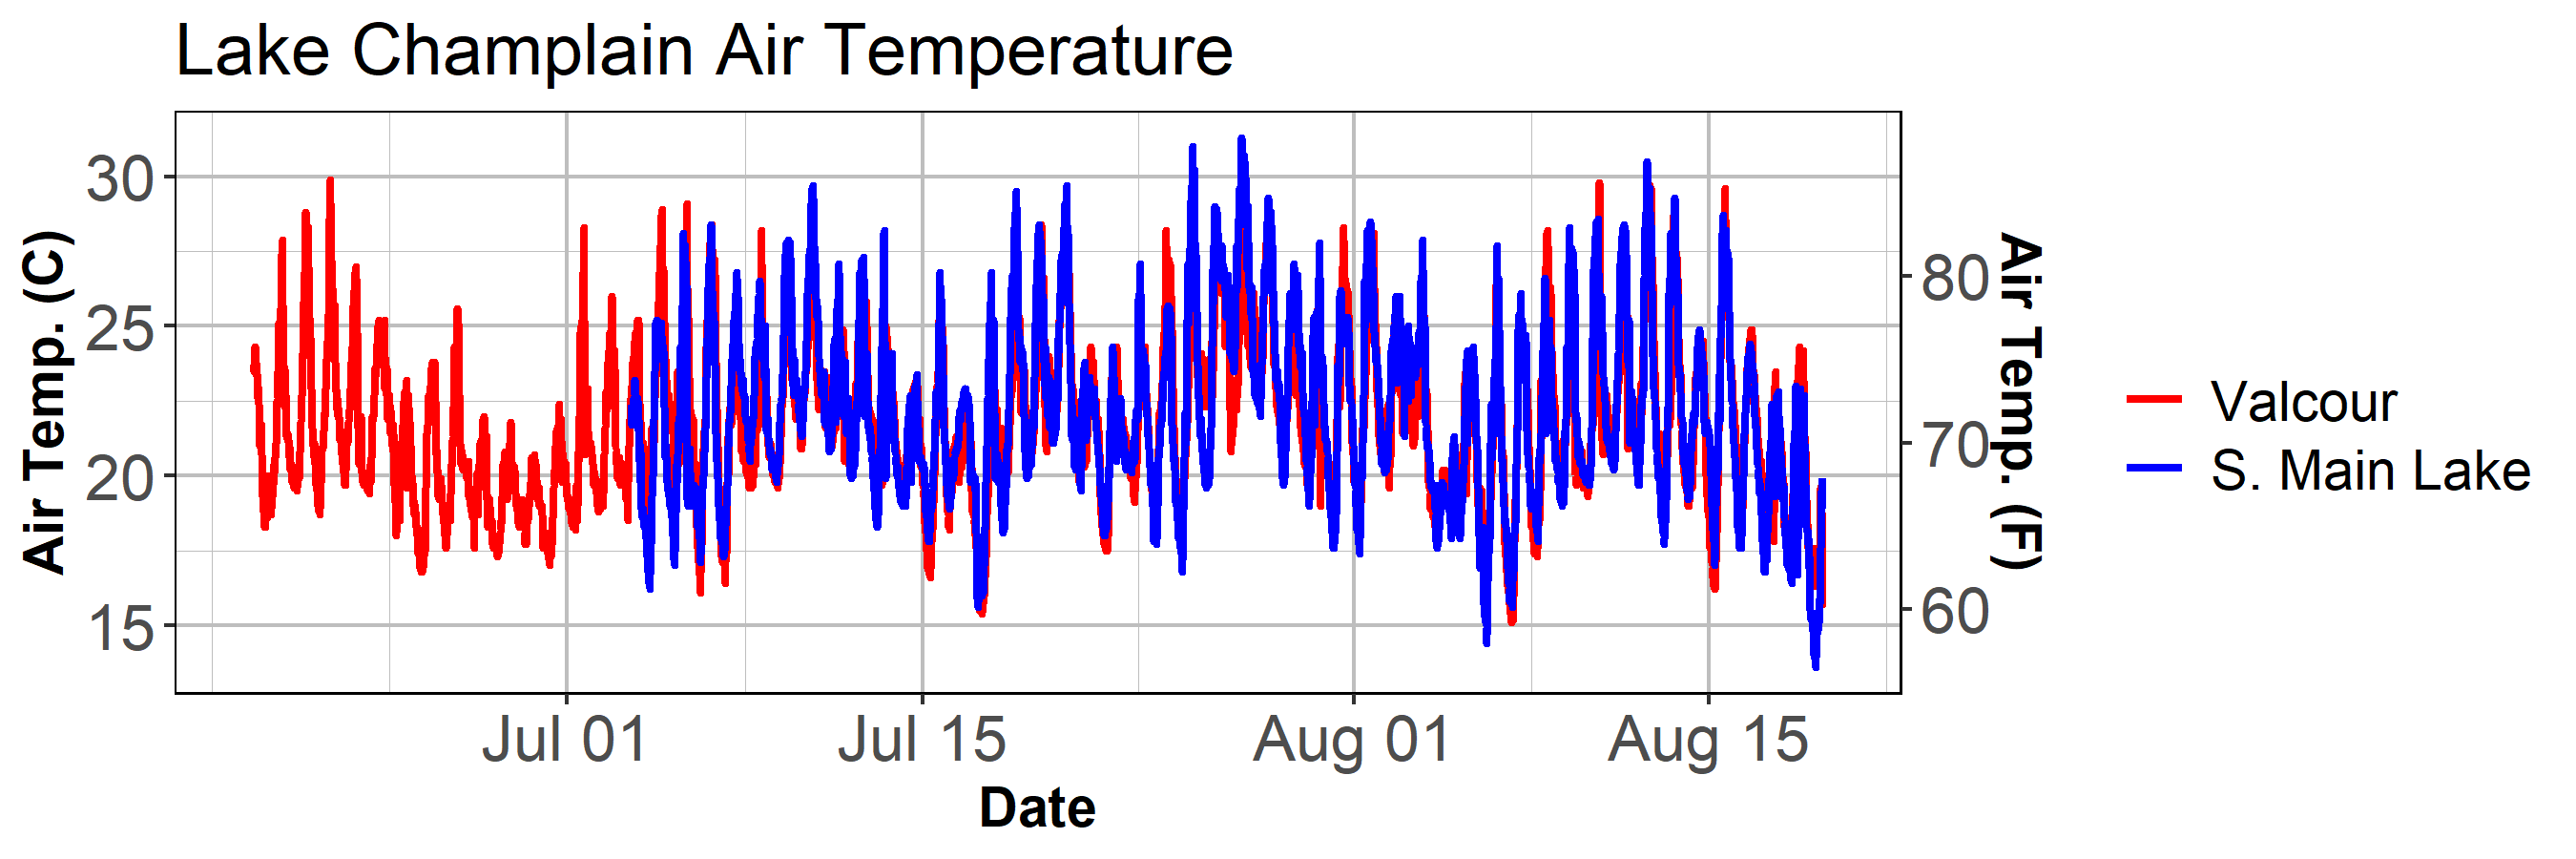 Lake Champlain Air Temperature
Air Temp. (C)
30
25
20
15
80
70
60
Air Temp. (F)
Jul 01
Jul 15
Aug 01
Aug 15
Date
Valcour
S. Main Lake